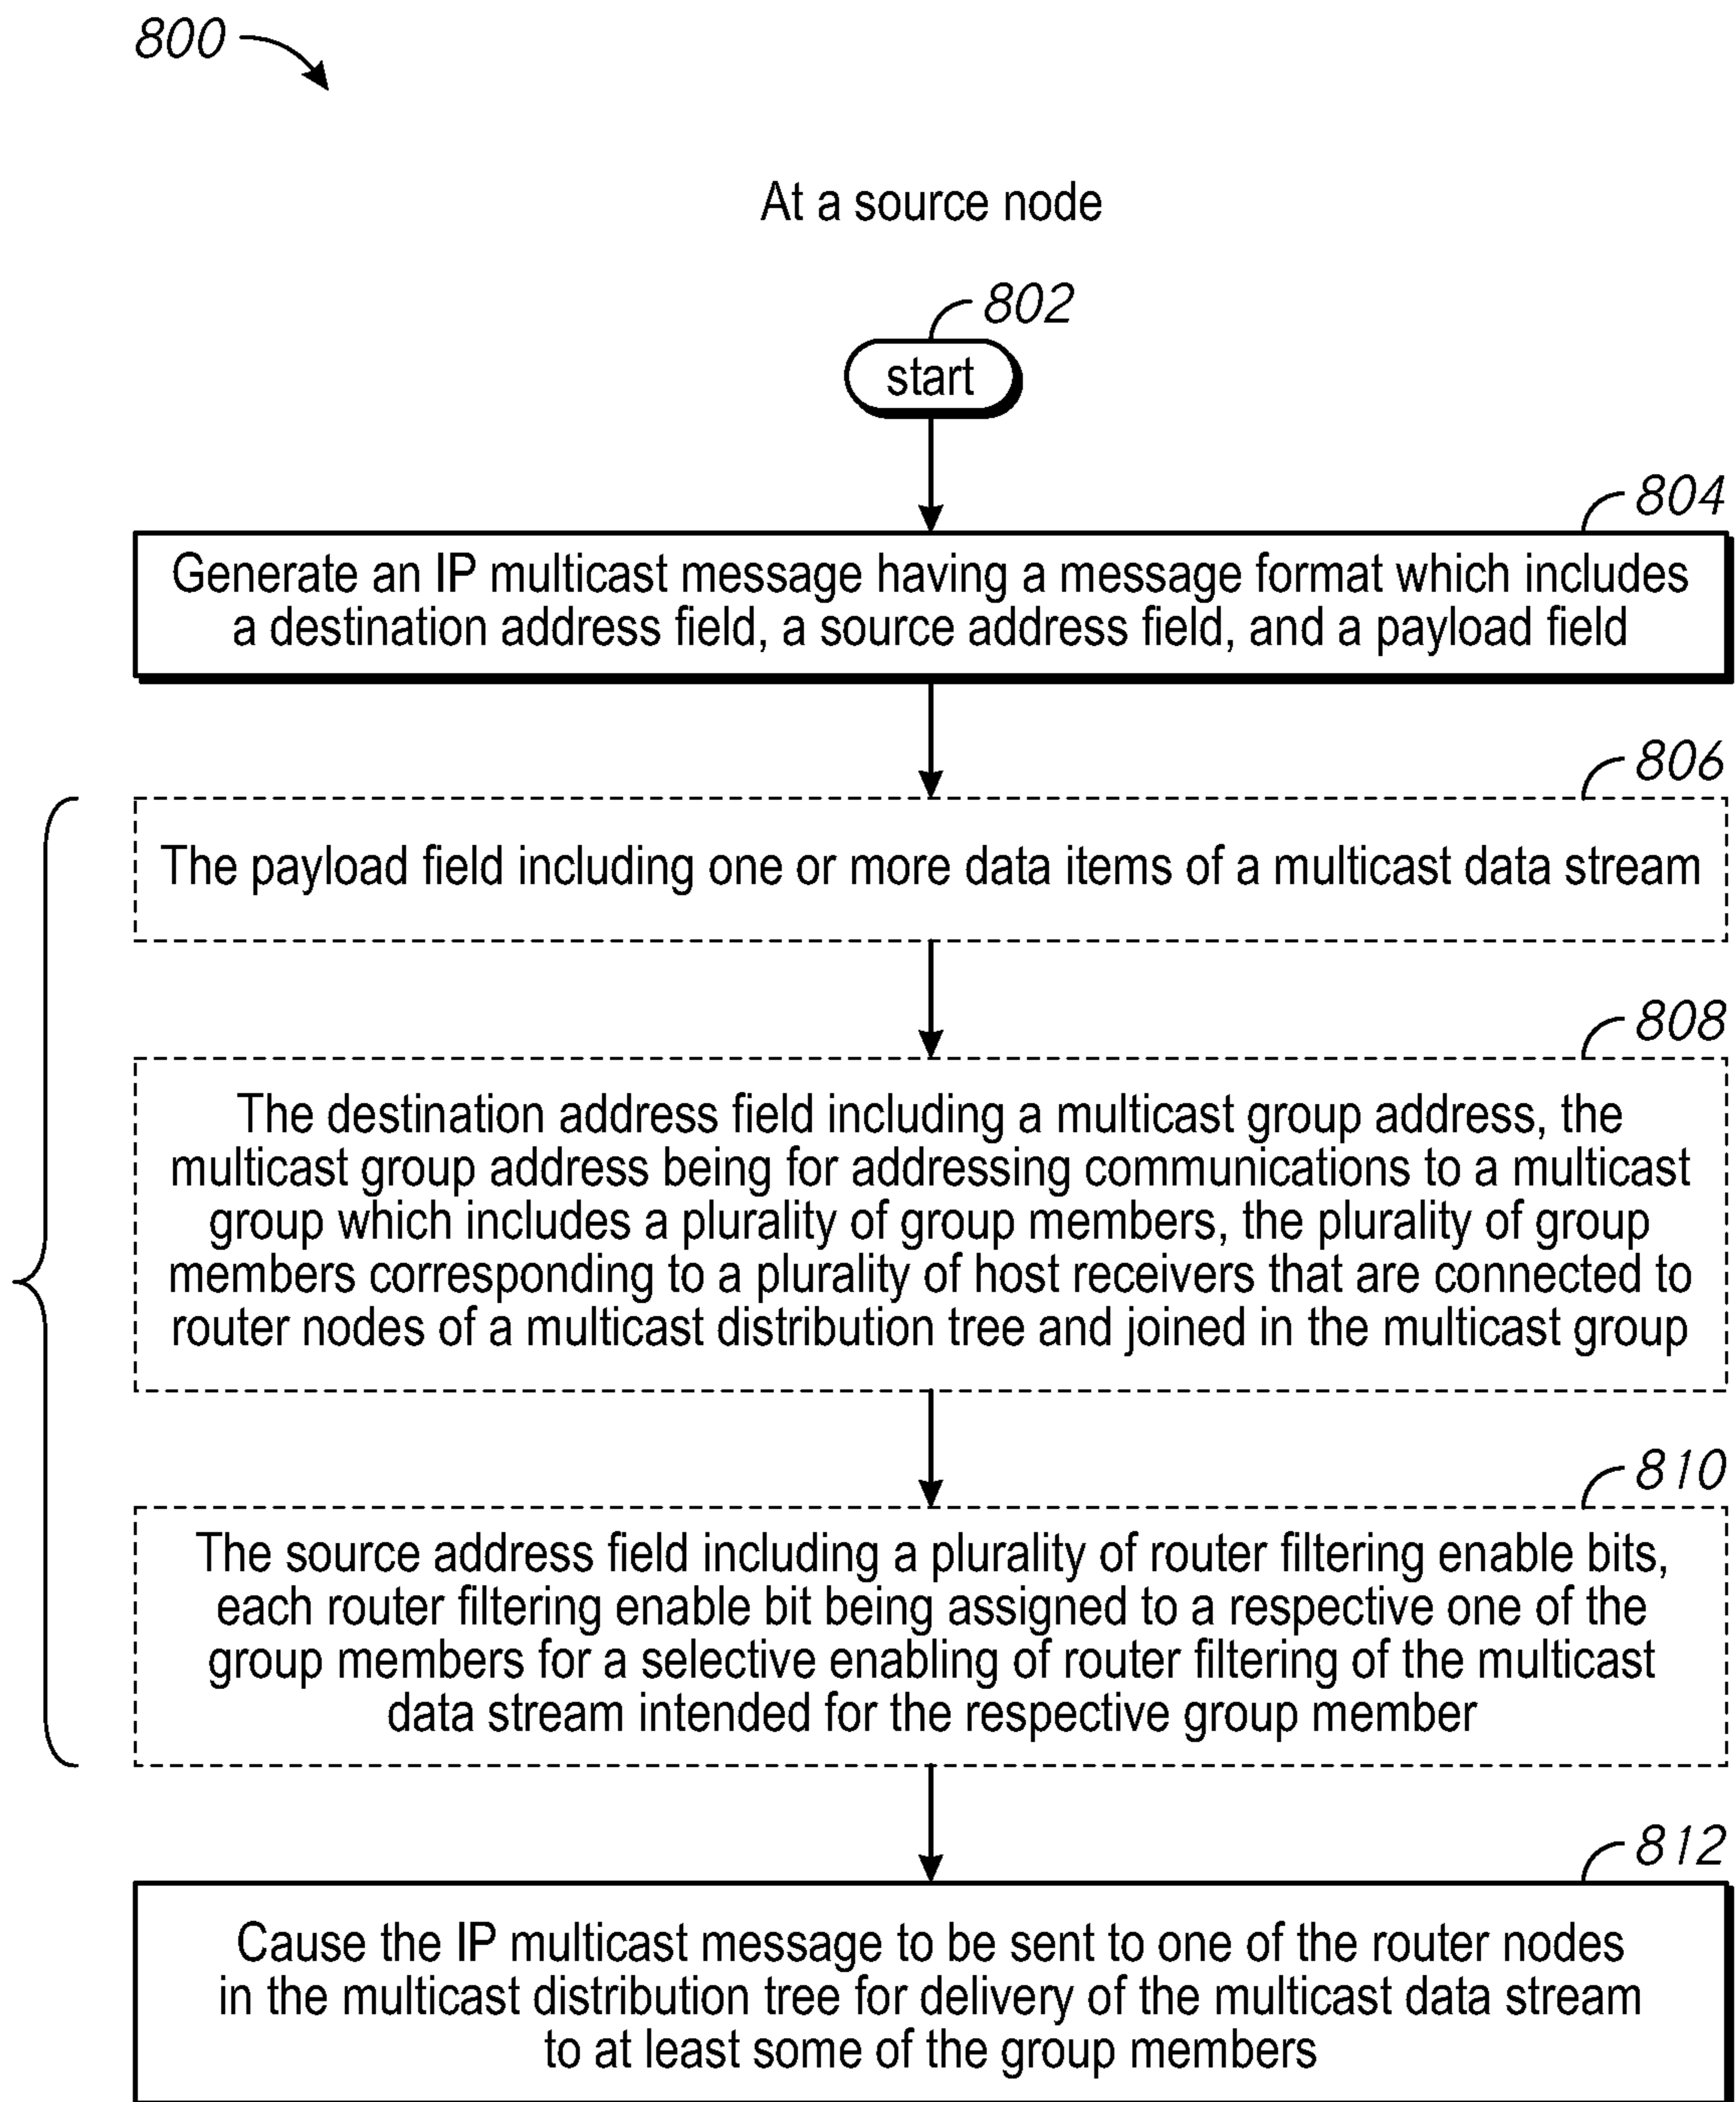 800
At a source node
802
start
804
Generate an IP multicast message having a message format which includes
a destination address field, a source address field, and a payload field
806
The payload field including one or more data items of a multicast data stream
808
The destination address field including a multicast group address, the
multicast group address being for addressing communications to a multicast
group which includes a plurality of group members, the plurality of group
members corresponding to a plurality of host receivers that are connected to
router nodes of a multicast distribution tree and joined in the multicast group
810
The source address field including a plurality of router filtering enable bits,
each router filtering enable bit being assigned to a respective one of the
group members for a selective enabling of router filtering of the multicast
data stream intended for the respective group member
812
Cause the IP multicast message to be sent to one of the router nodes
in the multicast distribution tree for delivery of the multicast data stream
to at least some of the group members